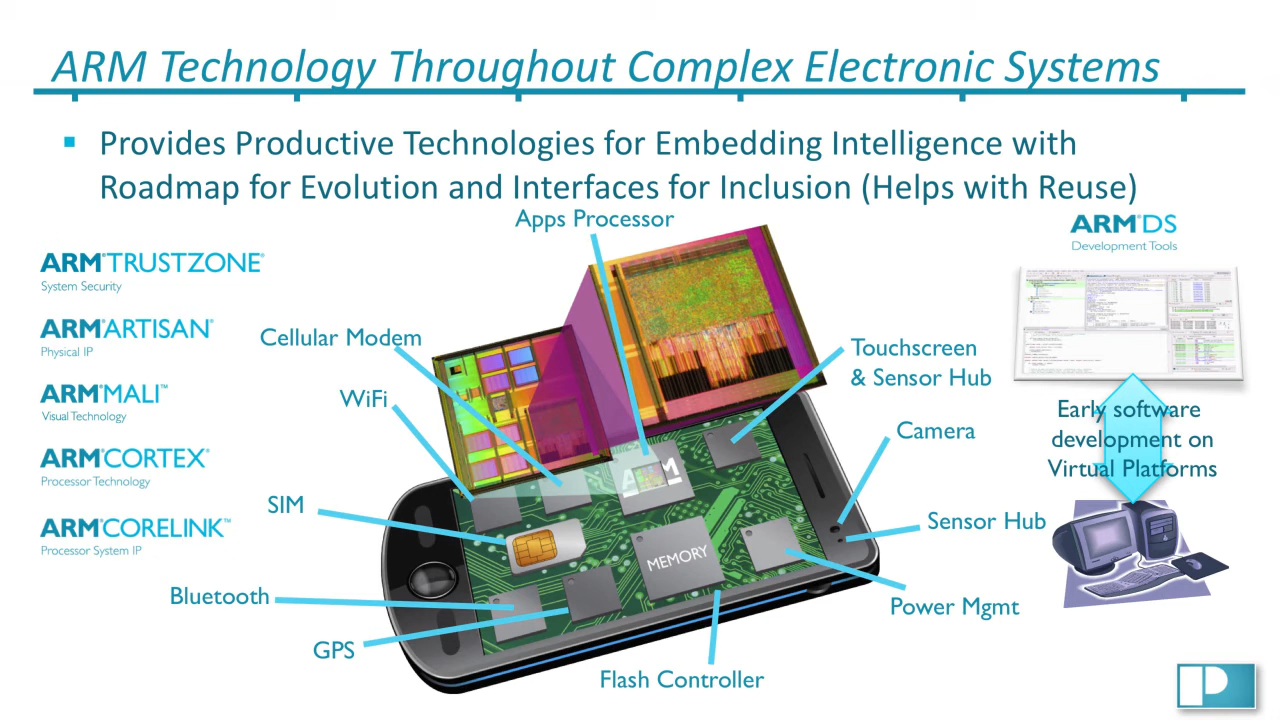 ARM Technology Throughout Complex Electronic Systems
▪ Provides Productive Technologies for Embedding Intelligence with
Roadmap for Evolution and Interfaces for Inclusion (Helps with Reuse)
Apps Processor
ARM®DS
Development Tools
ARM®TRUSTZONE®
System Security
ARM®ARTISAN®
Physical IP
Cellular Modem
Touchscreen
& Sensor Hub
ARM®MALI™
Visual Technology
WiFi
Camera
Early software
development on
Virtual Platforms
ARM®CORTEX®
Processor Technology
ARM
SIM
Sensor Hub
ARM®CORELINK™
Processor System IP
MEMORY
Bluetooth
Power Mgmt
GPS
Flash Controller
P